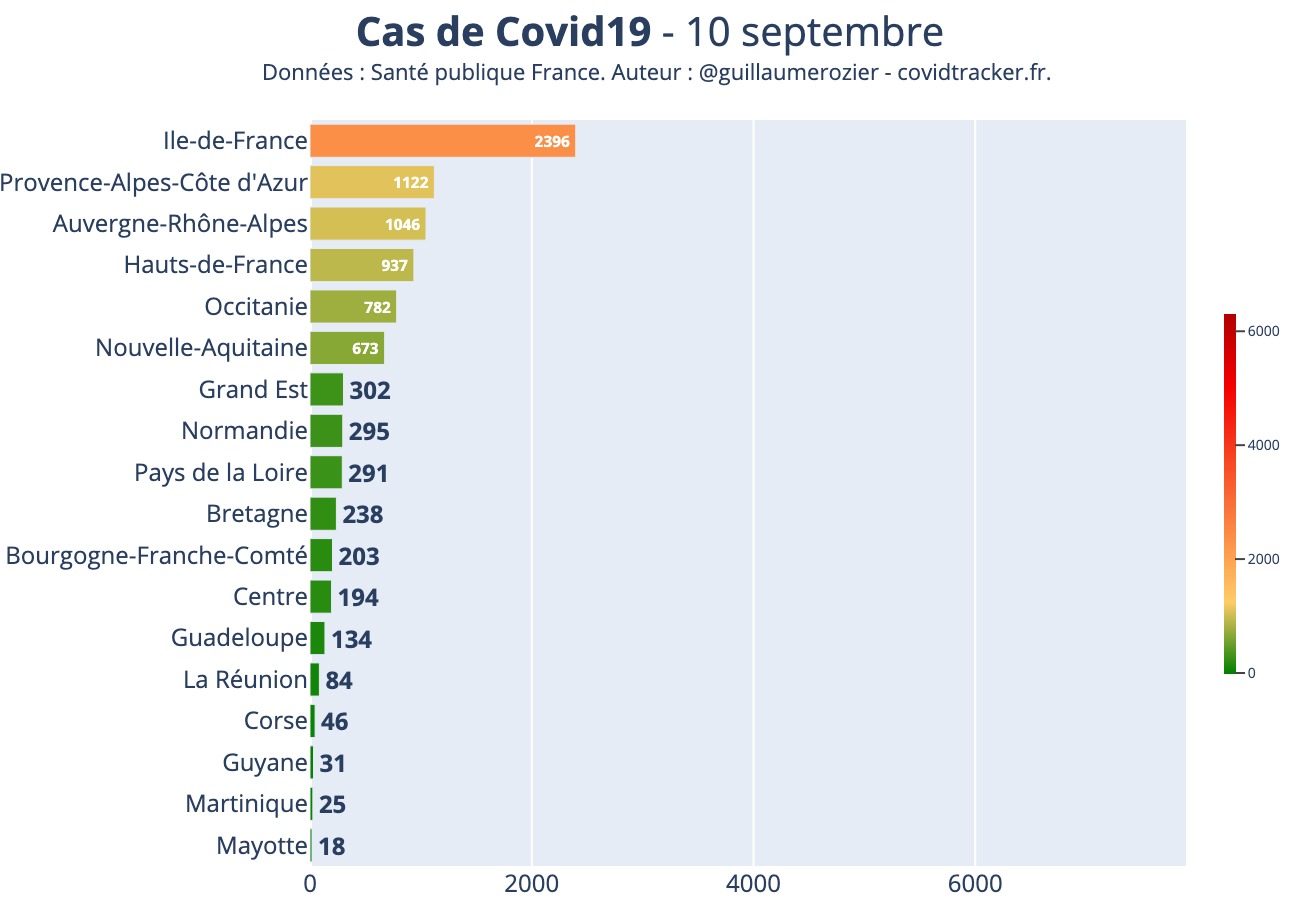 Cas de Covid19 - 10 septembre
Données : Santé publique France. Auteur : @guillaumerozier - covidtracker.fr.
Ile-de-France 2396
Provence-Alpes-Côte d'Azur 1122
Auvergne-Rhône-Alpes 1046
Hauts-de-France 937
Occitanie 782
Nouvelle-Aquitaine 673
Grand Est 302
Normandie 295
Pays de la Loire 291
Bretagne 238
Bourgogne-Franche-Comté 203
Centre 194
Guadeloupe 134
La Réunion 84
Corse 46
Guyane 31
Martinique 25
Mayotte 18
0 2000 4000 6000
6000
4000
2000
0